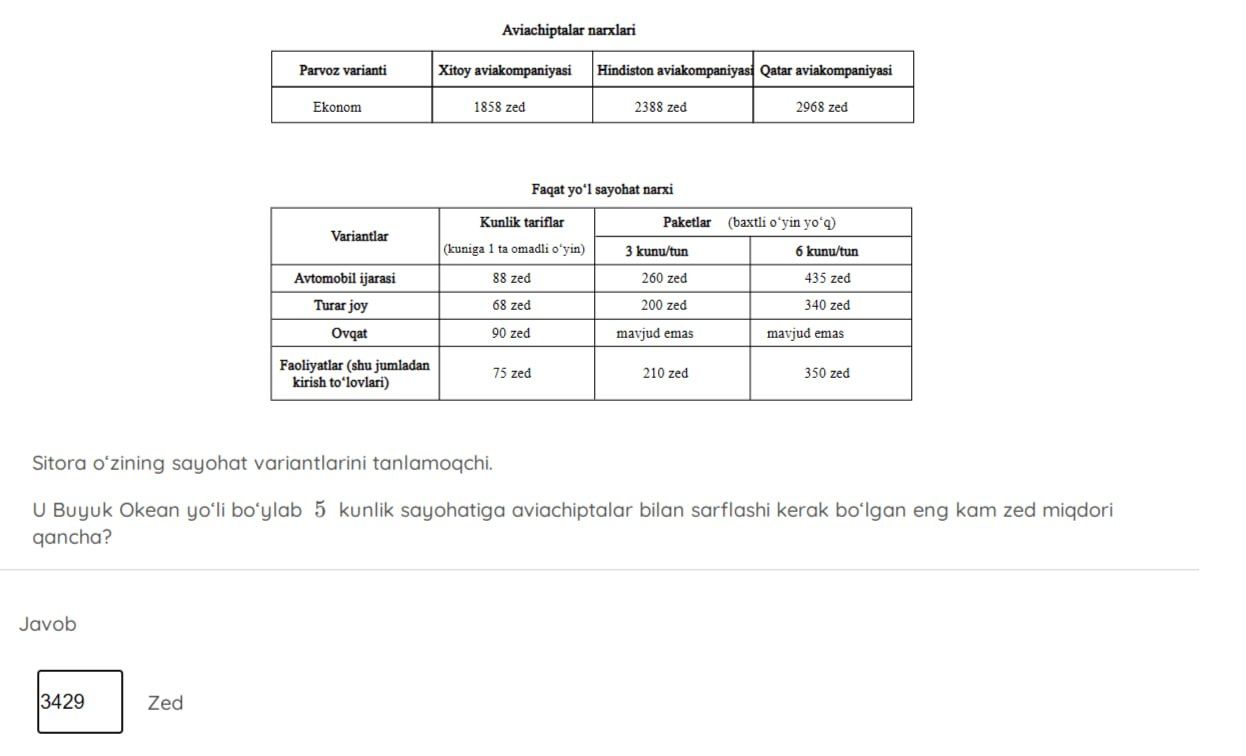 Aviachiptalar narxlari
Parvoz varianti Xitoy aviakompaniyasi Hindiston aviakompaniyasi Qatar aviakompaniyasi
Ekonom 1858 zed 2388 zed 2968 zed
Faqat yo‘l sayohat narxi
Variantlar Kunlik tariflar (kuniga 1 ta omadli o‘yin) Paketlar (baxtli o‘yin yo‘q)
3 kunu/tun 6 kunu/tun
Avtomobil ijarasi 88 zed 260 zed 435 zed
Turar joy 68 zed 200 zed 340 zed
Ovqat 90 zed mavjud emas mavjud emas
Faoliyatlar (shu jumladan
kirish to‘lovlari) 75 zed 210 zed 350 zed
Sitora o‘zining sayohat variantlarini tanlamoqchi.
U Buyuk Okean yo‘li bo‘ylab 5 kunlik sayohatiga aviachiptalar bilan sarflashi kerak bo‘lgan eng kam zed miqdori
qancha?
Javob
3429 Zed